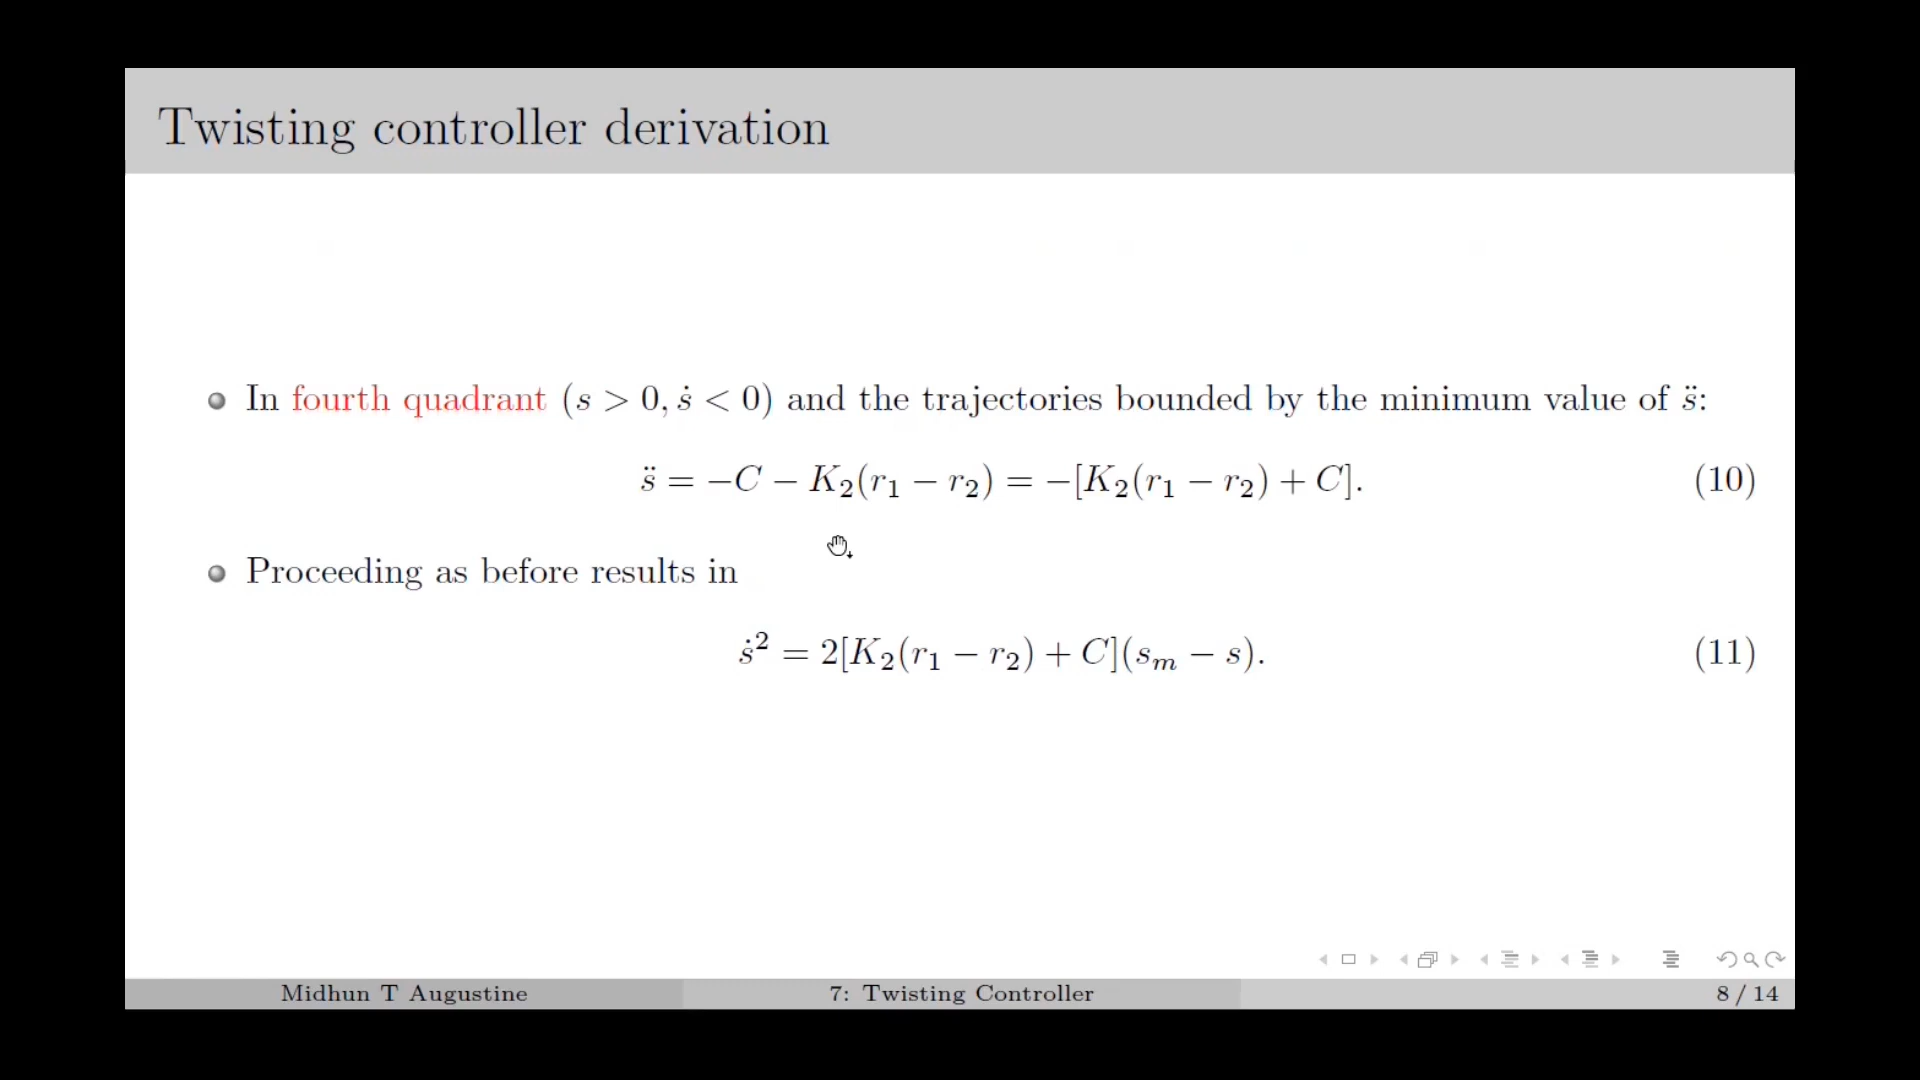 Twisting controller derivation
In fourth quadrant (s > 0, ṡ < 0) and the trajectories bounded by the minimum value of s̈:
s̈ = −C − K₂(r₁ − r₂) = −[K₂(r₁ − r₂) + C]. (10)
Proceeding as before results in
ṡ² = 2[K₂(r₁ − r₂) + C](sₘ − s). (11)
Midhun T Augustine 7: Twisting Controller 8 / 14